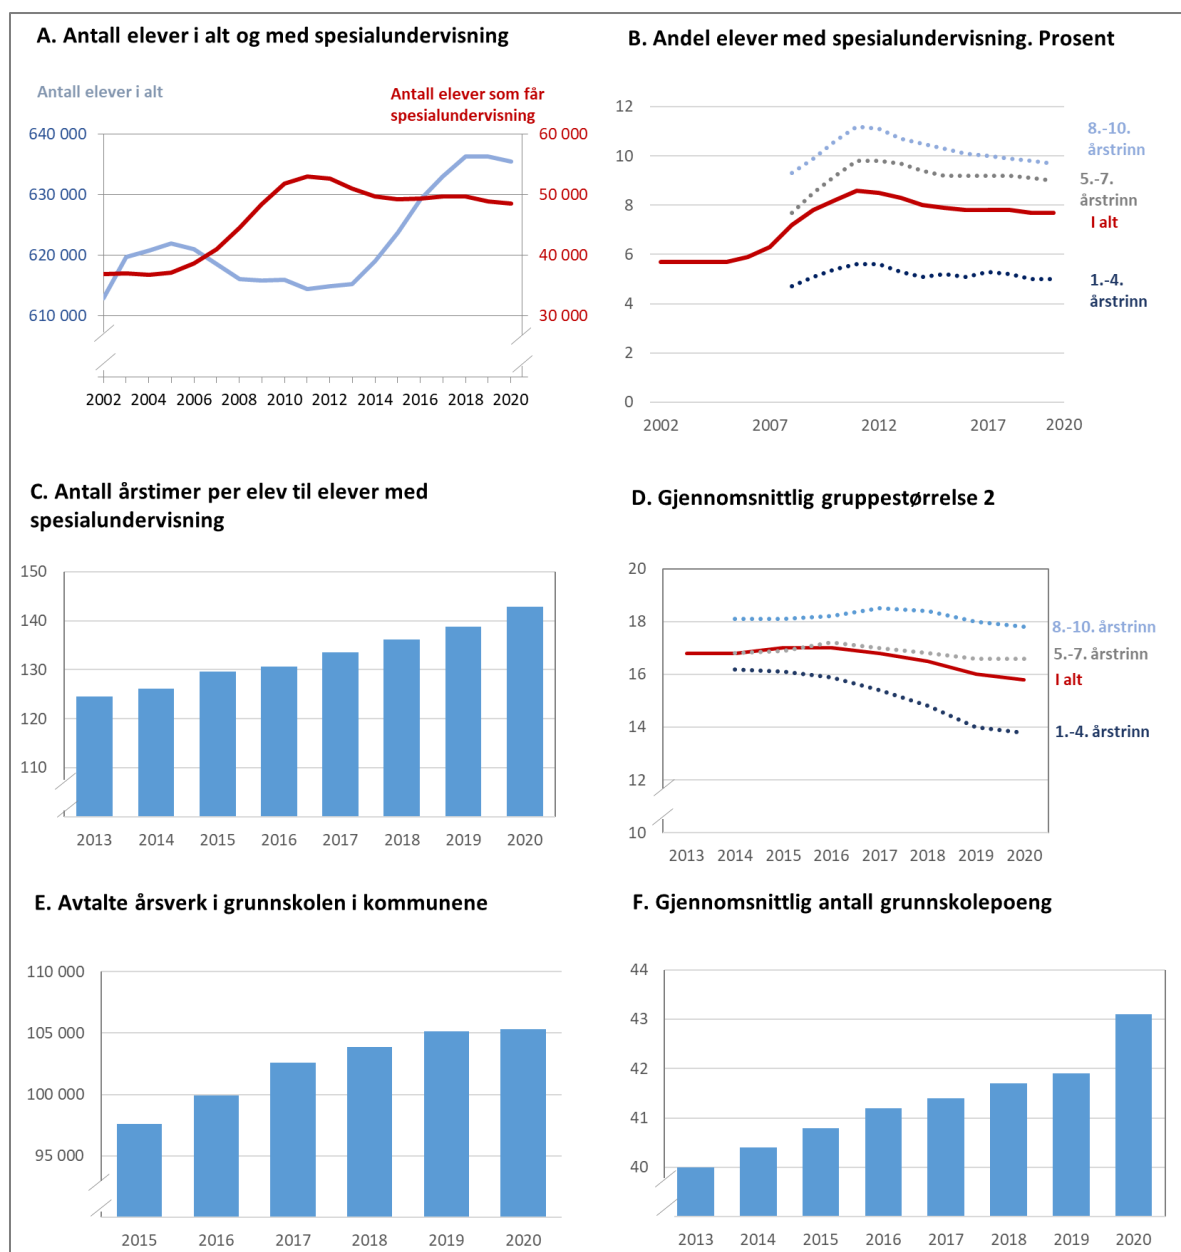 A. Antall elever i alt og med spesialundervisning
Antall elever i alt
Antall elever som får
spesialundervisning
640 000
630 000
620 000
610 000
60 000
50 000
40 000
30 000
2002 2004 2006 2008 2010 2012 2014 2016 2018 2020
B. Andel elever med spesialundervisning. Prosent
12
10
8
6
4
2
0
8.-10.
årstrinn
5.-7.
årstrinn
I alt
1.-4.
årstrinn
2002 2007 2012 2017 2020
C. Antall årstimer per elev til elever med
spesialundervisning
150
140
130
120
110
2013 2014 2015 2016 2017 2018 2019 2020
D. Gjennomsnittlig gruppestørrelse 2
20
18
16
14
12
10
8.-10. årstrinn
5.-7. årstrinn
I alt
1.-4. årstrinn
2013 2014 2015 2016 2017 2018 2019 2020
E. Avtalte årsverk i grunnskolen i kommunene
110 000
105 000
100 000
95 000
2015 2016 2017 2018 2019 2020
F. Gjennomsnittlig antall grunnskolepoeng
44
43
42
41
40
2013 2014 2015 2016 2017 2018 2019 2020